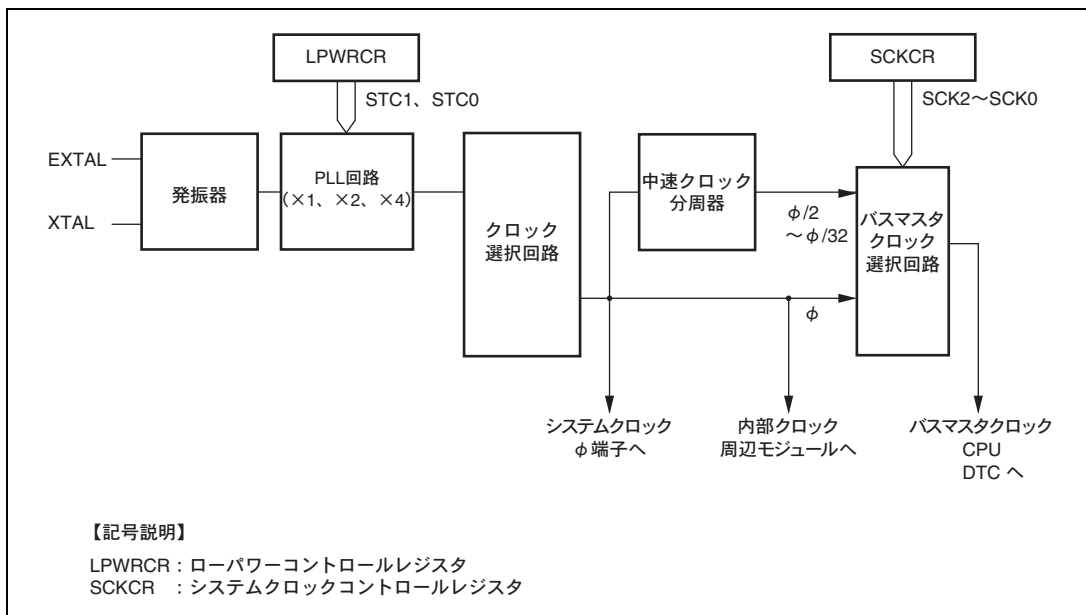 LPWRCR
SCKCR
STC1、STC0
SCK2～SCK0
EXTAL
XTAL
発振器
PLL回路
（×1、×2、×4）
クロック
選択回路
中速クロック
分周器
φ/2
～φ/32
φ
バスマスタ
クロック
選択回路
システムクロック
φ端子へ
内部クロック
周辺モジュールへ
バスマスタクロック
CPU
DTC へ
【記号説明】
LPWRCR : ローパワーコントロールレジスタ
SCKCR : システムクロックコントロールレジスタ